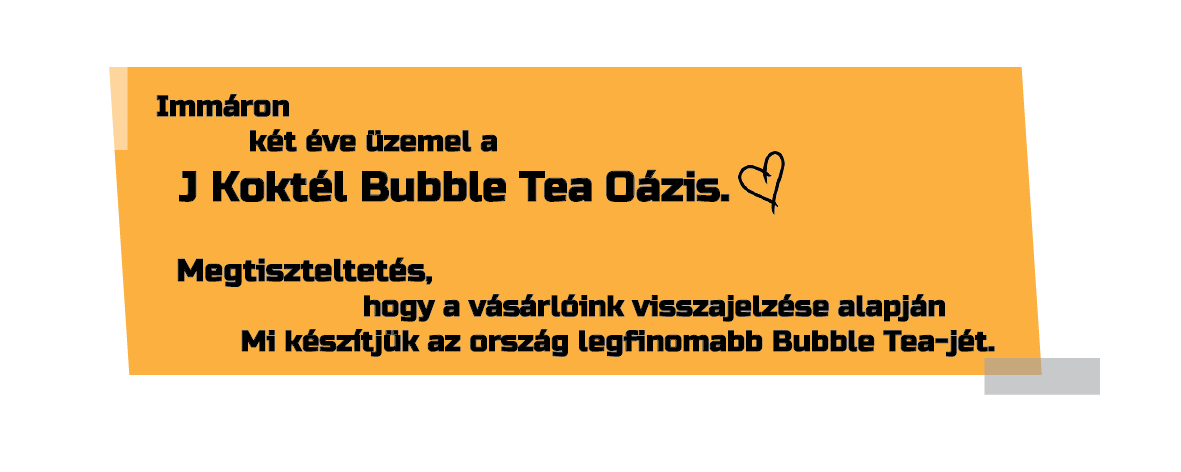 Immáron
két éve üzemel a
J Koktél Bubble Tea Oázis.
Megtiszteltetés,
hogy a vásárlóink visszajelzése alapján
Mi készítjük az ország legfinomabb Bubble Tea-jét.